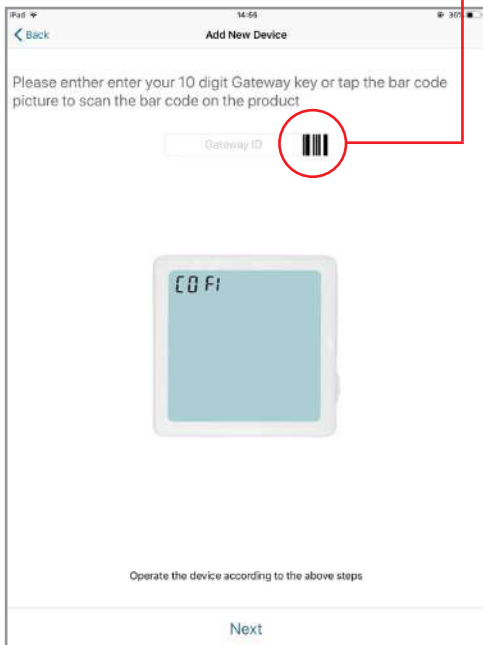 iPad 14:56 36%
Back Add New Device
Please enther enter your 10 digit Gateway key or tap the bar code
picture to scan the bar code on the product
Gateway ID
COFI
Operate the device according to the above steps
Next